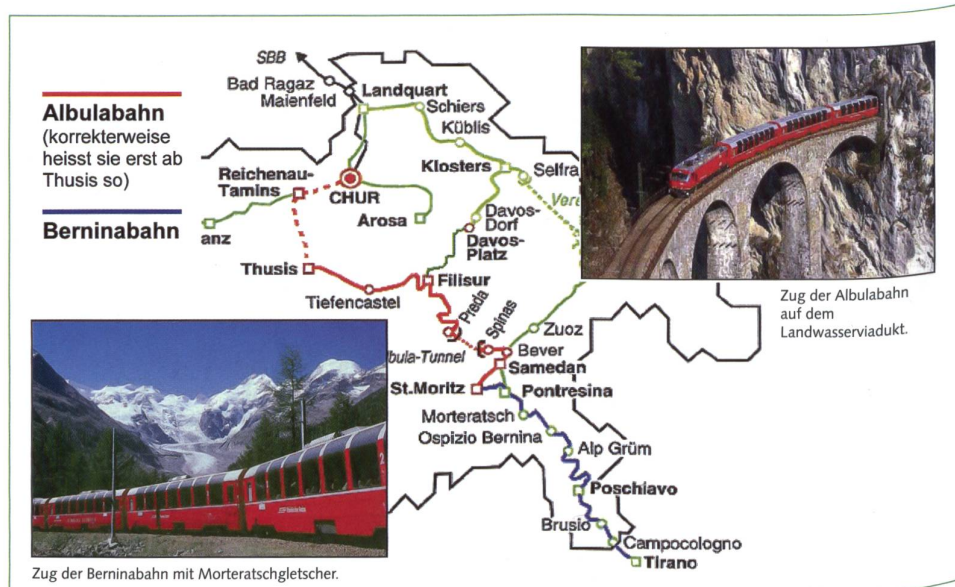 Albulabahn
(korrekterweise
heisst sie erst ab
Thusis so)
Berninabahn
SBB
Bad Ragaz
Maienfeld
Landquart
Schiers
Küblis
Klosters
Selfra
Vere
Reichenau-
Tamins
CHUR
Arosa
anz
Davos-
Dorf
Davos-
Platz
Thusis
Filisur
Tiefencastel
Preda
Spinas
bula-Tunnel
Zuoz
Bever
Samedan
St.Moritz
Pontresina
Morteratsch
Ospizio Bernina
Alp Grüm
Poschiavo
Brusio
Campocologno
Tirano
Zug der Albulabahn
auf dem
Landwasserviadukt.
Zug der Berninabahn mit Morteratschgletscher.